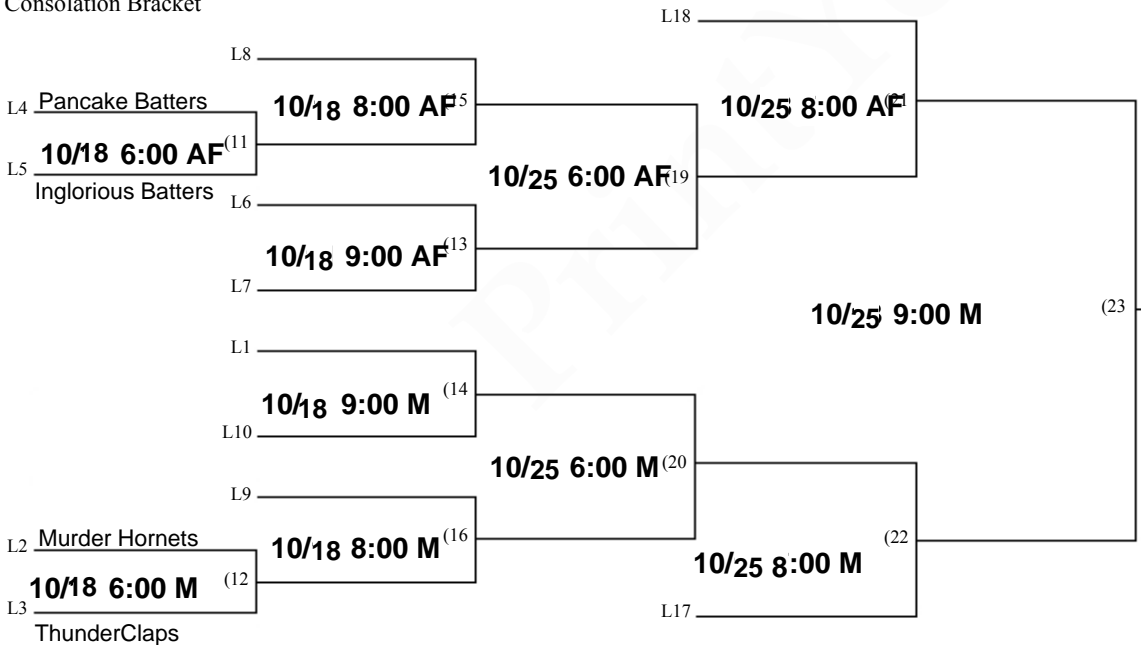 Consolation Bracket
L18
L8
L4 Pancake Batters
10/18 8:00 AF (15
10/25 8:00 AF (21
10/18 6:00 AF (11
L5
Inglorious Batters
10/25 6:00 AF (19
L6
10/18 9:00 AF (13
L7
10/25 9:00 M (23
L1
10/18 9:00 M (14
L10
10/25 6:00 M (20
L9
L2 Murder Hornets
10/18 8:00 M (16
(22
10/25 8:00 M
10/18 6:00 M (12
L3
L17
ThunderClaps